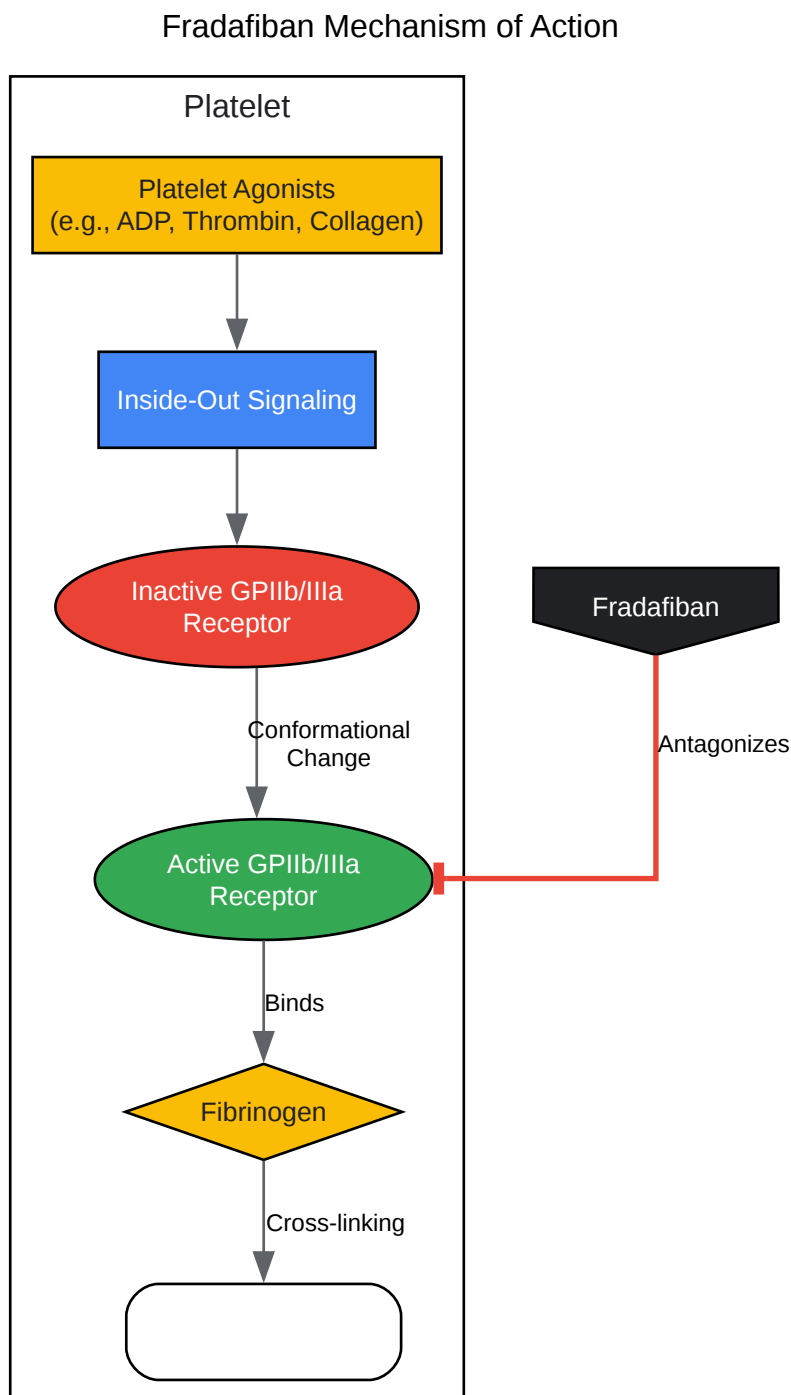 Fradafiban Mechanism of Action
Platelet
Platelet Agonists
(e.g., ADP, Thrombin, Collagen)
Inside-Out Signaling
Inactive GPIIb/IIIa
Receptor
Fradafiban
Conformational
Change
Antagonizes
Active GPIIb/IIIa
Receptor
Binds
Fibrinogen
Cross-linking